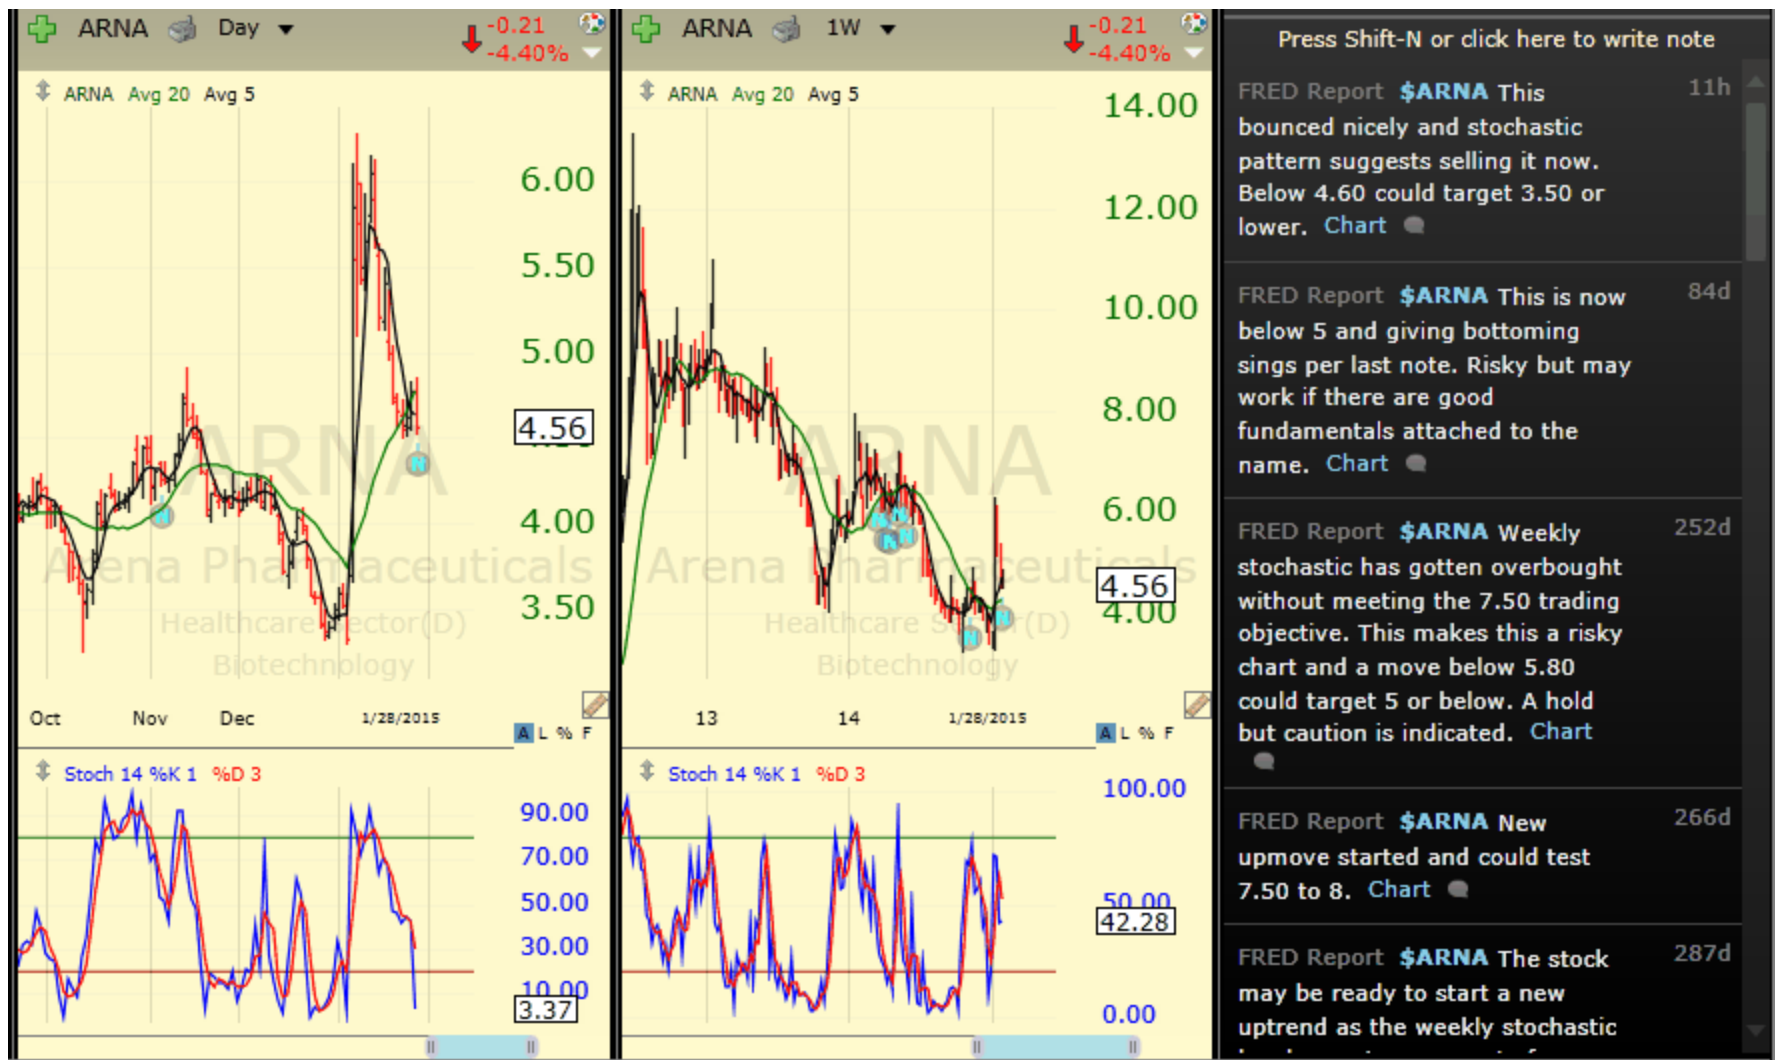 ARNA Day
-0.21
-4.40%
ARNA Avg 20 Avg 5
6.00
5.50
5.00
4.56
4.00
3.50
ARNA
Arena Pharmaceuticals
Healthcare Sector(D)
Biotechnology
Oct Nov Dec 1/28/2015
A L % F
Stoch 14 %K 1 %D 3
90.00
70.00
50.00
30.00
10.00
3.37
ARNA 1W
-0.21
-4.40%
ARNA Avg 20 Avg 5
14.00
12.00
10.00
8.00
6.00
4.56
4.00
ARNA
Arena Pharmaceuticals
Healthcare Sector(D)
Biotechnology
13 14 1/28/2015
A L % F
Stoch 14 %K 1 %D 3
100.00
50.00
42.28
0.00
Press Shift-N or click here to write note
FRED Report $ARNA This 11h
bounced nicely and stochastic
pattern suggests selling it now.
Below 4.60 could target 3.50 or
lower. Chart
FRED Report $ARNA This is now 84d
below 5 and giving bottoming
sings per last note. Risky but may
work if there are good
fundamentals attached to the
name. Chart
FRED Report $ARNA Weekly 252d
stochastic has gotten overbought
without meeting the 7.50 trading
objective. This makes this a risky
chart and a move below 5.80
could target 5 or below. A hold
but caution is indicated. Chart
FRED Report $ARNA New 266d
upmove started and could test
7.50 to 8. Chart
FRED Report $ARNA The stock 287d
may be ready to start a new
uptrend as the weekly stochastic